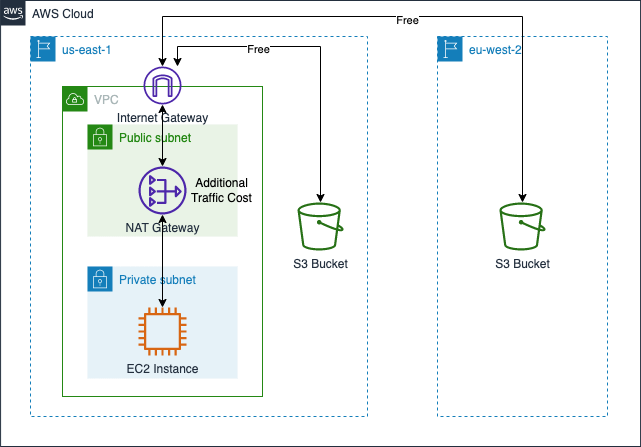 aws
AWS Cloud
Free
us-east-1
Free
eu-west-2
VPC
Internet Gateway
Public subnet
Additional
Traffic Cost
NAT Gateway
S3 Bucket
S3 Bucket
Private subnet
EC2 Instance